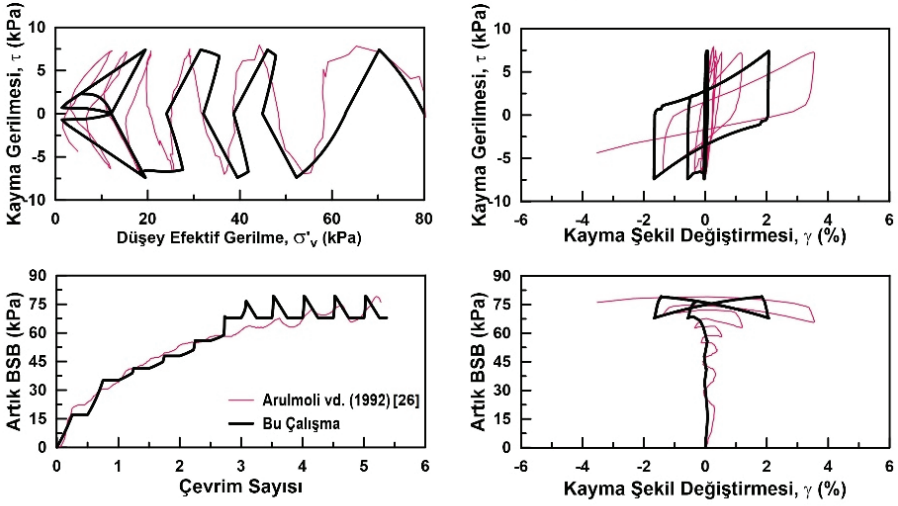 Kayma Gerilmesi, τ (kPa)
10
5
0
-5
-10
0 20 40 60 80
Düşey Efektif Gerilme, σ'v (kPa)
Kayma Gerilmesi, τ (kPa)
10
5
0
-5
-10
-6 -4 -2 0 2 4 6
Kayma Şekil Değiştirmesi, γ (%)
Artık BSB (kPa)
90
75
60
45
30
15
0
Arulmoli vd. (1992) [26]
Bu Çalışma
0 1 2 3 4 5 6
Çevrim Sayısı
Artık BSB (kPa)
90
75
60
45
30
15
0
-6 -4 -2 0 2 4 6
Kayma Şekil Değiştirmesi, γ (%)